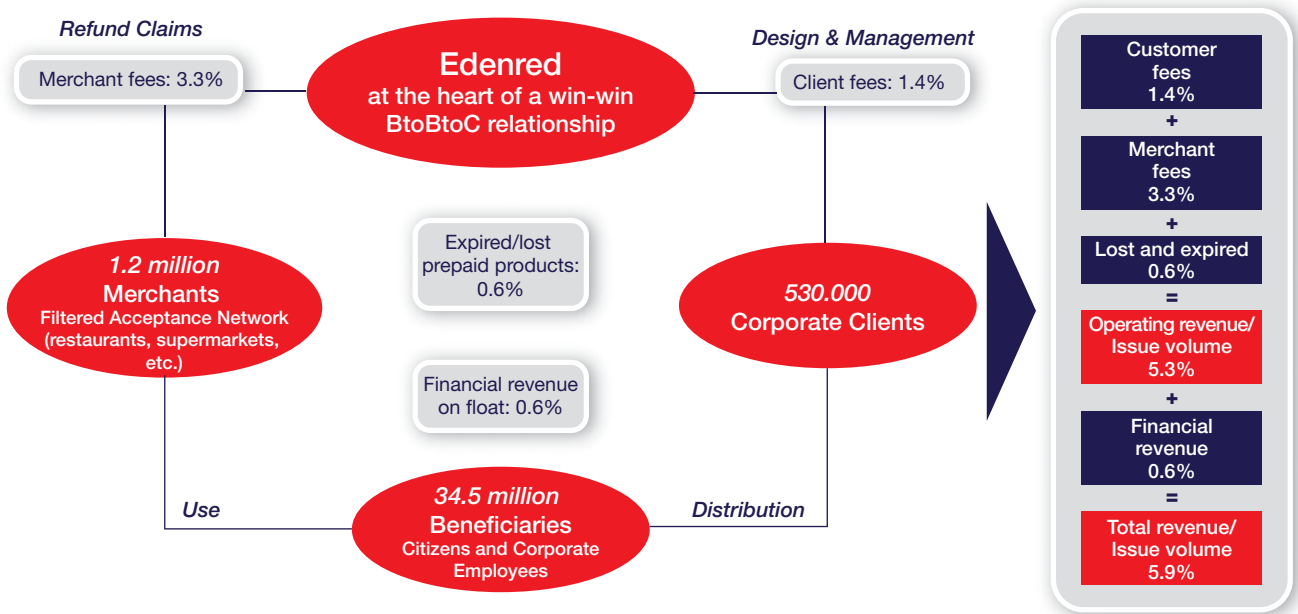 Refund Claims
Merchant fees: 3.3%
Edenred
at the heart of a win-win
BtoBtoC relationship
Design & Management
Client fees: 1.4%
1.2 million
Merchants
Filtered Acceptance Network
(restaurants, supermarkets,
etc.)
Expired/lost
prepaid products:
0.6%
Financial revenue
on float: 0.6%
530.000
Corporate Clients
Use
34.5 million
Beneficiaries
Citizens and Corporate
Employees
Distribution
Customer
fees
1.4%
+
Merchant
fees
3.3%
+
Lost and expired
0.6%
=
Operating revenue/
Issue volume
5.3%
+
Financial
revenue
0.6%
=
Total revenue/
Issue volume
5.9%